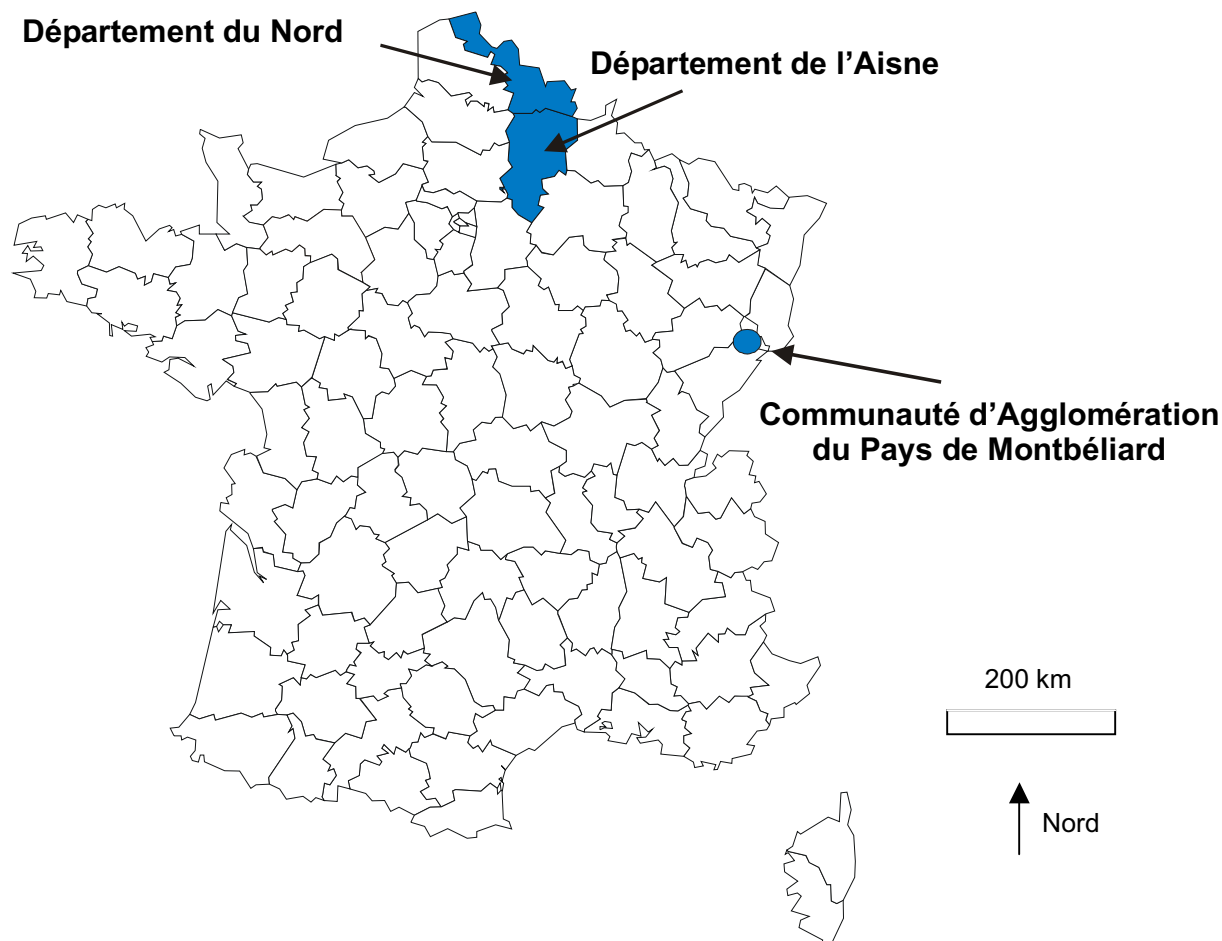 Département du Nord
Département de l’Aisne
Communauté d’Agglomération
du Pays de Montbéliard
200 km
Nord